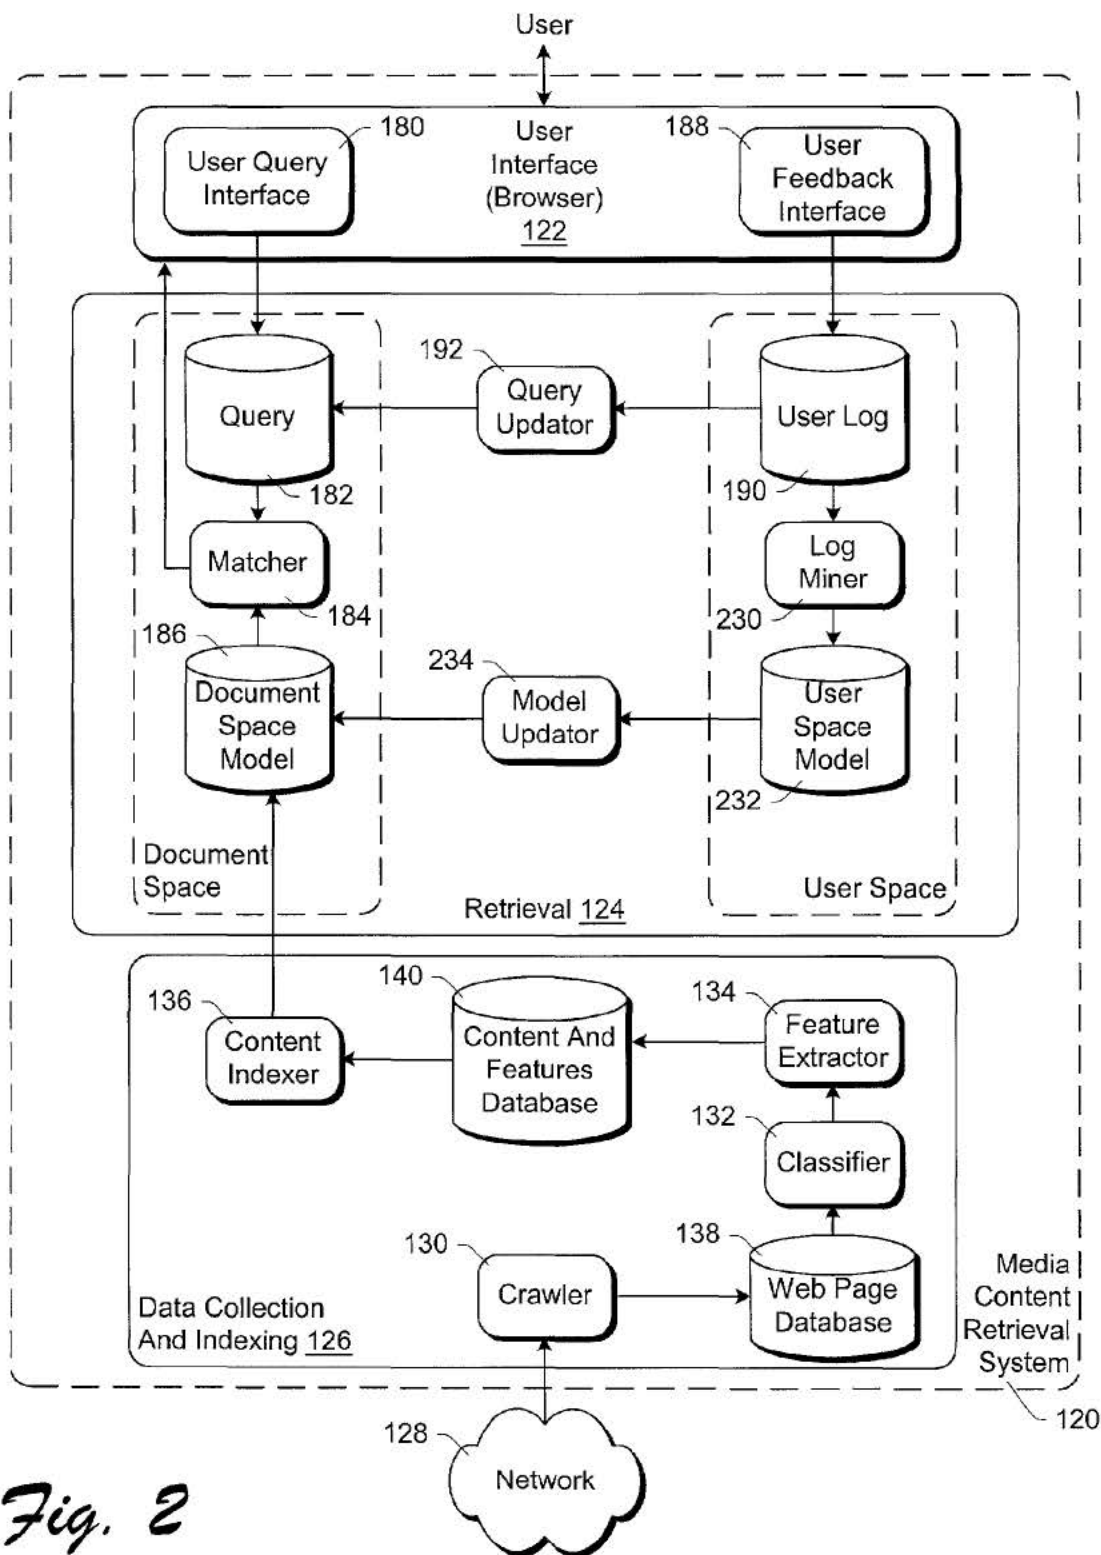 User
180
User Query
Interface
User
Interface
(Browser)
122
188
User
Feedback
Interface
Query
182
192
Query
Updator
User Log
190
Matcher
184
Log
Miner
230
186
Document
Space
Model
234
Model
Updator
User
Space
Model
232
Document
Space
Retrieval 124
User Space
136
Content
Indexer
140
Content And
Features
Database
134
Feature
Extractor
132
Classifier
130
Crawler
138
Web Page
Database
Data Collection
And Indexing 126
Media
Content
Retrieval
System
120
128
Network
Fig. 2